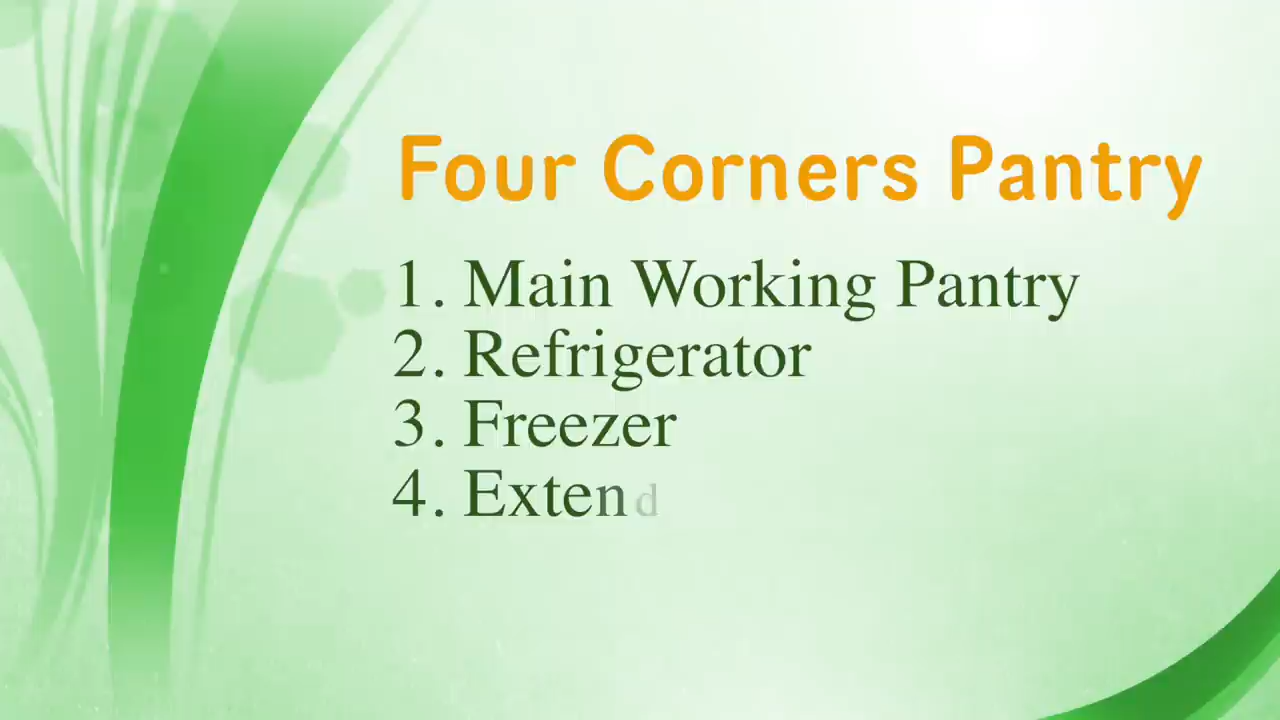 Four Corners Pantry
1. Main Working Pantry
2. Refrigerator
3. Freezer
4. Extend